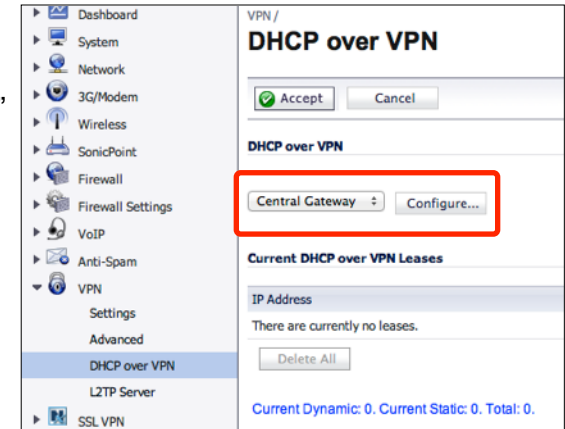 Dashboard
System
Network
3G/Modem
Wireless
SonicPoint
Firewall
Firewall Settings
VoIP
Anti-Spam
VPN
Settings
Advanced
DHCP over VPN
L2TP Server
SSL VPN
,
VPN /
DHCP over VPN
Accept Cancel
DHCP over VPN
Central Gateway Configure...
Current DHCP over VPN Leases
IP Address
There are currently no leases.
Delete All
Current Dynamic: 0. Current Static: 0. Total: 0.